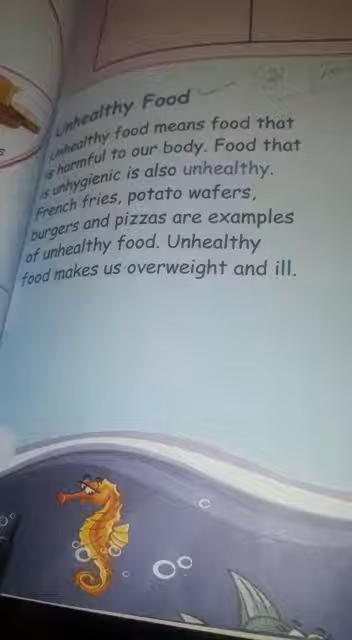 Unhealthy Food
Unhealthy food means food that
is harmful to our body. Food that
is unhygienic is also unhealthy.
French fries, potato wafers,
burgers and pizzas are examples
of unhealthy food. Unhealthy
food makes us overweight and ill.